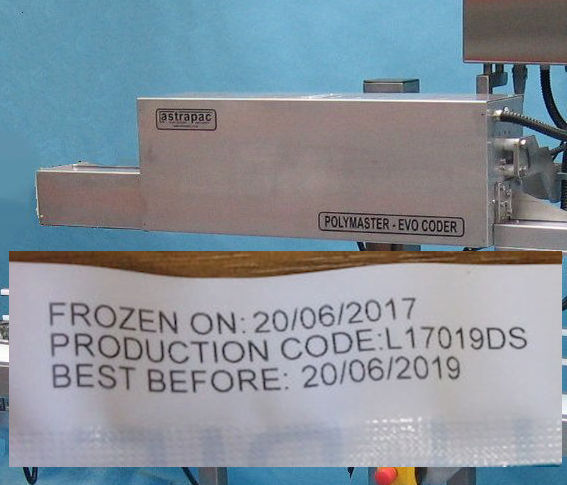 astrapac
POLYMASTER - EVO CODER
FROZEN ON: 20/06/2017
PRODUCTION CODE:L17019DS
BEST BEFORE: 20/06/2019